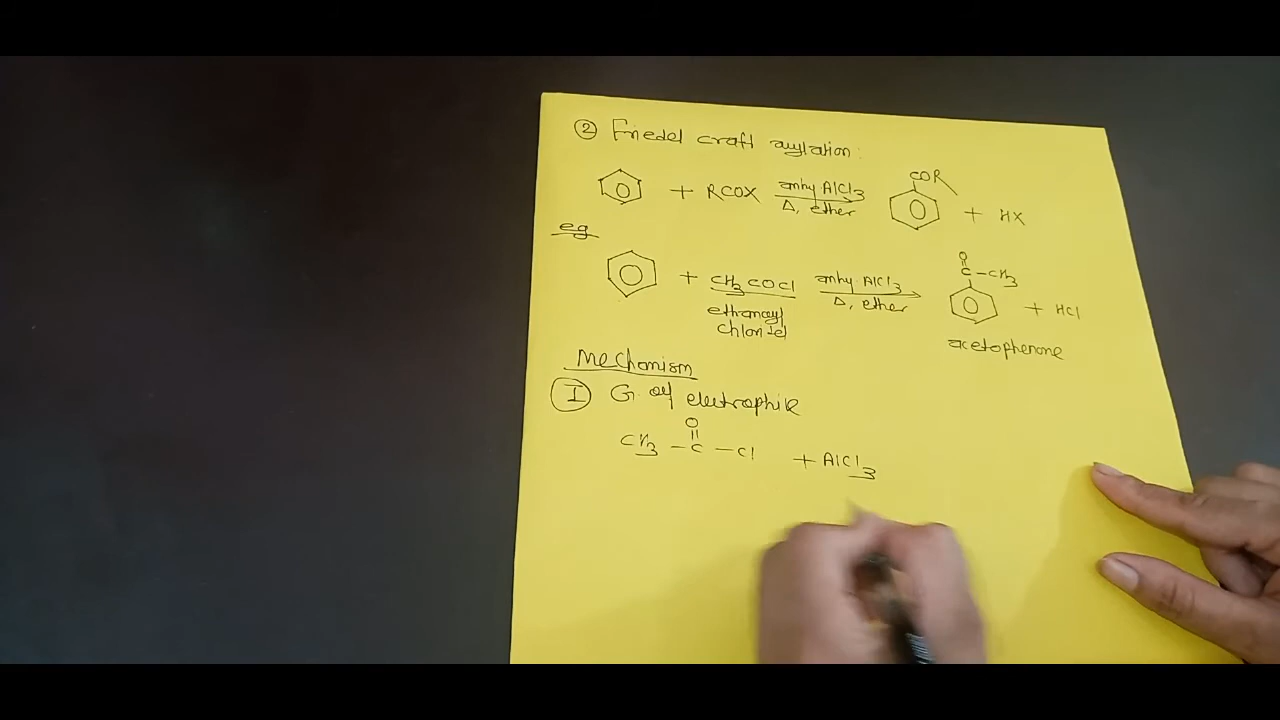 ② Friedel craft acylation:
+ RCOX anhy. AlCl3 Δ, ether COR + HX
eg
+ CH3COCl anhy. AlCl3 Δ, ether O C-CH3 + HCl
ethanoyl chloride
acetophenone
Mechanism
I G. of electrophile
CH3 - C - Cl + AlCl3
O